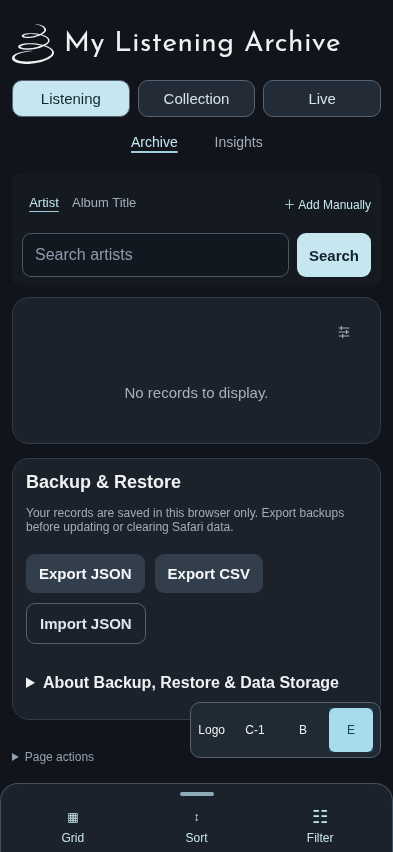 My Listening Archive
Listening Collection Live
Archive Insights
Artist Album Title + Add Manually
Search artists Search
No records to display.
Backup & Restore
Your records are saved in this browser only. Export backups
before updating or clearing Safari data.
Export JSON Export CSV
Import JSON
About Backup, Restore & Data Storage
Logo C-1 B E
Page actions
Grid Sort Filter